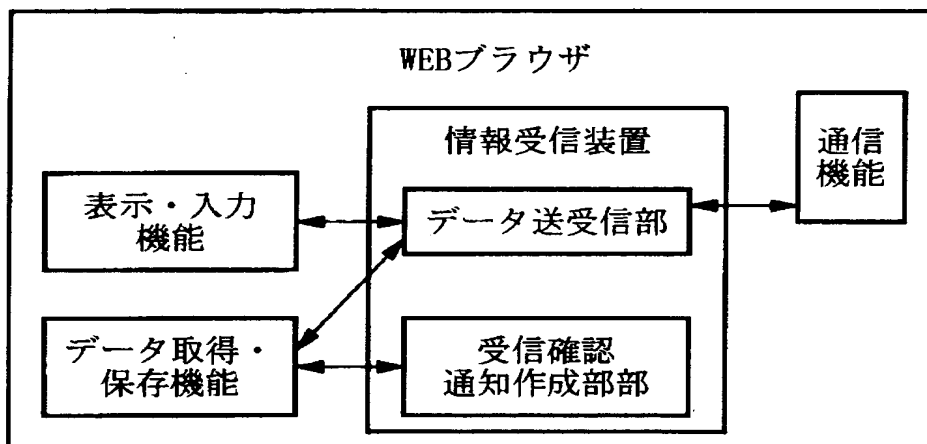 WEBブラウザ
情報受信装置
通信
機能
表示・入力
機能
データ送受信部
データ取得・
保存機能
受信確認
通知作成部部